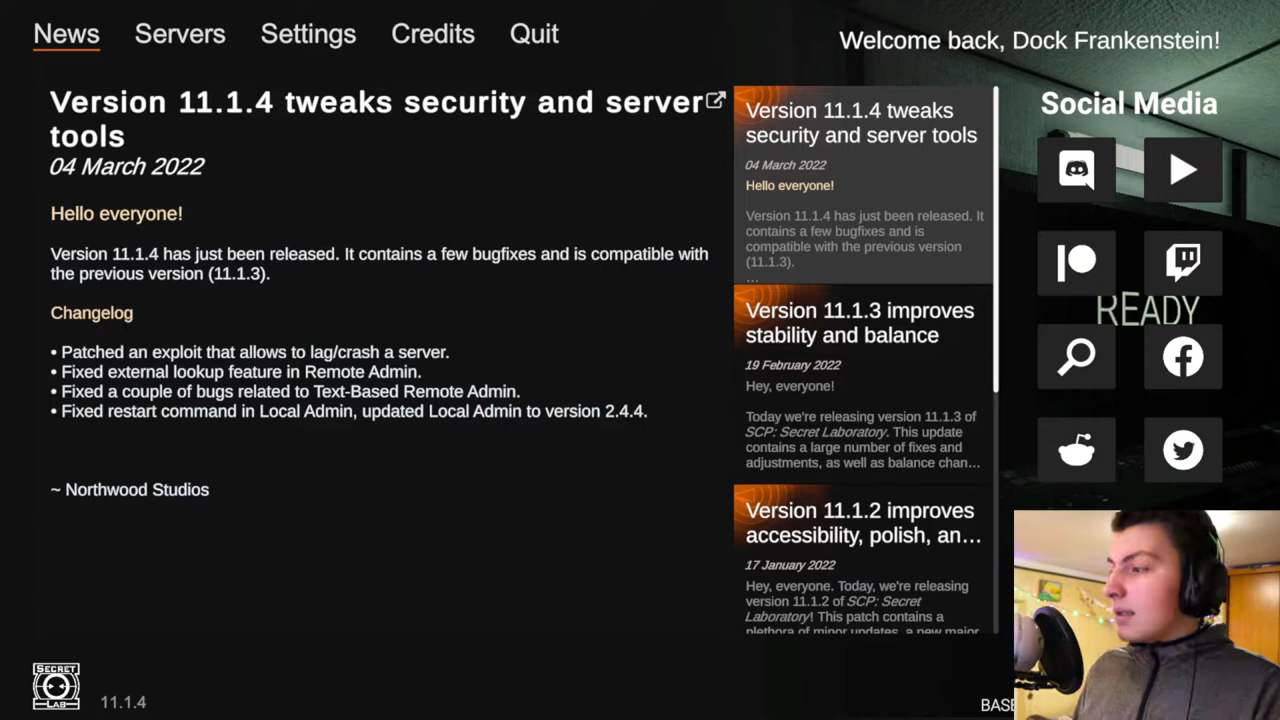 News Servers Settings Credits Quit
Welcome back, Dock Frankenstein!
Version 11.1.4 tweaks security and server
tools
04 March 2022
Hello everyone!
Version 11.1.4 has just been released. It contains a few bugfixes and is compatible with
the previous version (11.1.3).
Changelog
• Patched an exploit that allows to lag/crash a server.
• Fixed external lookup feature in Remote Admin.
• Fixed a couple of bugs related to Text-Based Remote Admin.
• Fixed restart command in Local Admin, updated Local Admin to version 2.4.4.
~ Northwood Studios
Version 11.1.4 tweaks
security and server tools
04 March 2022
Hello everyone!
Version 11.1.4 has just been released. It
contains a few bugfixes and is
compatible with the previous version
(11.1.3).
...
Version 11.1.3 improves
stability and balance
19 February 2022
Hey, everyone!
Today we're releasing version 11.1.3 of
SCP: Secret Laboratory. This update
contains a large number of fixes and
adjustments, as well as balance chan...
Version 11.1.2 improves
accessibility, polish, an...
17 January 2022
Hey, everyone. Today, we're releasing
version 11.1.2 of SCP: Secret
Laboratory! This patch contains a
plethora of minor updates, a new major
Social Media
READY
SECRET
LAB
11.1.4
BASE